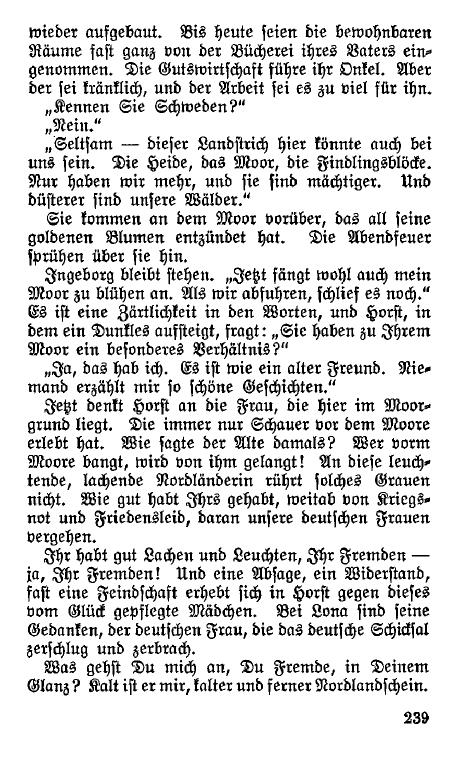 wieder aufgebaut. Bis heute seien die bewohnbaren
Räume fast ganz von der Bücherei ihres Vaters ein-
genommen. Die Gutswirtschaft führe ihr Onkel. Aber
der sei kränklich, und der Arbeit sei es zu viel für ihn.
„Kennen Sie Schweden?“
„Nein.“
„Seltsam — dieser Landstrich hier könnte auch bei
uns sein. Die Heide, das Moor, die Findlingsblöcke.
Nur haben wir mehr, und sie sind mächtiger. Und
düsterer sind unsere Wälder.“
Sie kommen an dem Moor vorüber, das all seine
goldenen Blumen entzündet hat. Die Abendfeuer
sprühen über sie hin.
Ingeborg bleibt stehen. „Jetzt fängt wohl auch mein
Moor zu blühen an. Als wir abfuhren, schlief es noch.“
Es ist eine Zärtlichkeit in den Worten, und Horst, in
dem ein Dunkles aufsteigt, fragt: „Sie haben zu Ihrem
Moor ein besonderes Verhältnis?“
„Ja, das hab ich. Es ist wie ein alter Freund. Nie-
mand erzählt mir so schöne Geschichten.“
Jetzt denkt Horst an die Frau, die hier im Moor-
grund liegt. Die immer nur Schauer vor dem Moore
erlebt hat. Wie sagte der Alte damals? Wer vorm
Moore bangt, wird von ihm gelangt! An diese leuch-
tende, lachende Nordländerin rührt solches Grauen
nicht. Wie gut habt Ihrs gehabt, weitab von Kriegs-
not und Friedensleid, daran unsere deutschen Frauen
vergehen.
Ihr habt gut Lachen und Leuchten, Ihr Fremden —
ja, Ihr Fremden! Und eine Absage, ein Widerstand,
fast eine Feindschaft erhebt sich in Horst gegen dieses
vom Glück gepflegte Mädchen. Bei Lona sind seine
Gedanken, der deutschen Frau, die das deutsche Schicksal
zerschlug und zerbrach.
Was gehst Du mich an, Du Fremde, in Deinem
Glanz? Kalt ist er mir, kalter und ferner Nordlandschein.
239